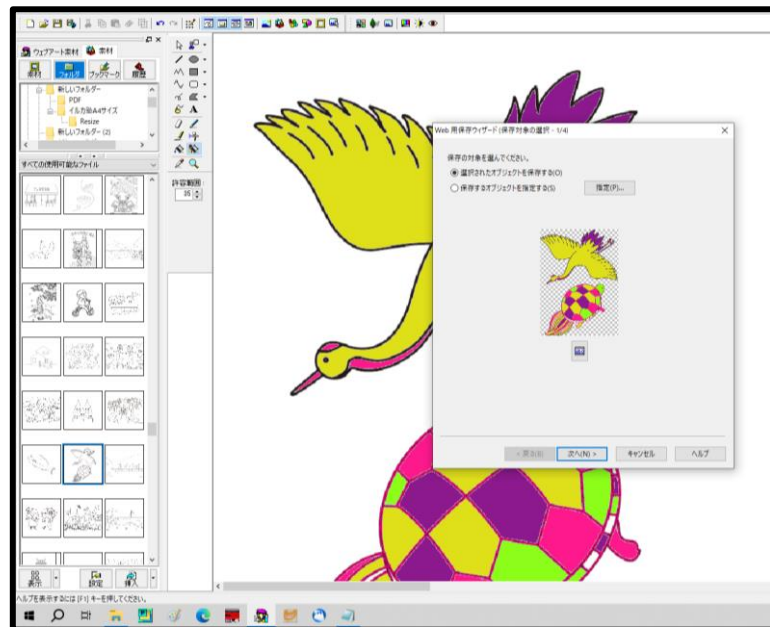 ウェブアート素材 素材
素材 フォルダ ブックマーク 履歴
新しいフォルダー
PDF
イルカ島A4サイズ
Resize
新しいフォルダー (2)
すべての使用可能なファイル
許容範囲:
35
表示 設定 挿入
ヘルプを表示するには [F1] キーを押してください。
Web 用保存ウィザード (保存対象の選択 - 1/4)
保存の対象を選んでください。
選択されたオブジェクトを保存する(O)
保存するオブジェクトを指定する(S) 指定(P)...
< 戻る(B) 次へ(N) > キャンセル ヘルプ